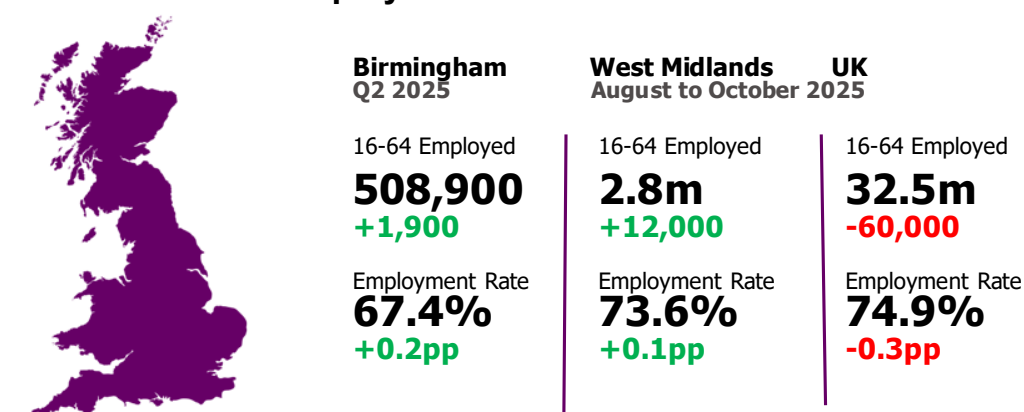 Birmingham West Midlands UK
Q2 2025 August to October 2025
16-64 Employed 16-64 Employed 16-64 Employed
508,900 2.8m 32.5m
+1,900 +12,000 -60,000
Employment Rate Employment Rate Employment Rate
67.4% 73.6% 74.9%
+0.2pp +0.1pp -0.3pp